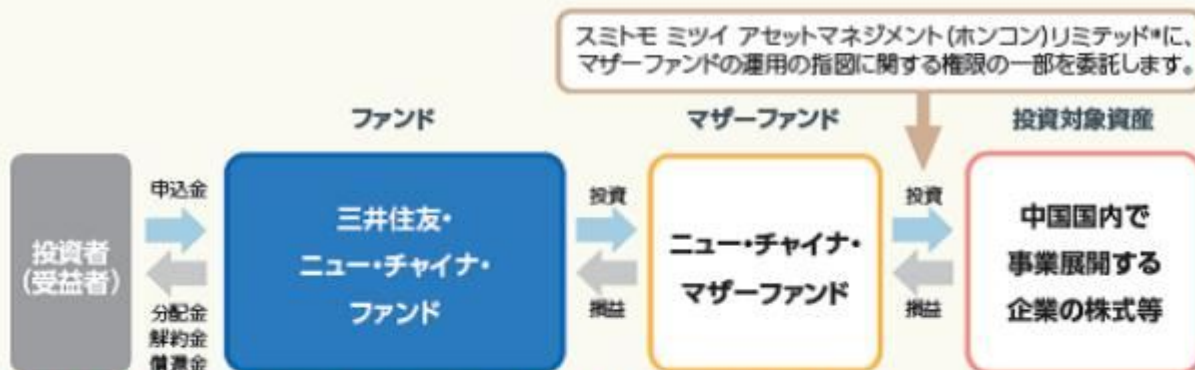 スミトモ ミツイ アセットマネジメント(ホンコン)リミテッド*に、
マザーファンドの運用の指図に関する権限の一部を委託します。
ファンド
マザーファンド
投資対象資産
投資者
(受益者)
申込金
分配金
解約金
償還金
三井住友・
ニュー・チャイナ・
ファンド
投資
損益
ニュー・チャイナ・
マザーファンド
投資
損益
中国国内で
事業展開する
企業の株式等